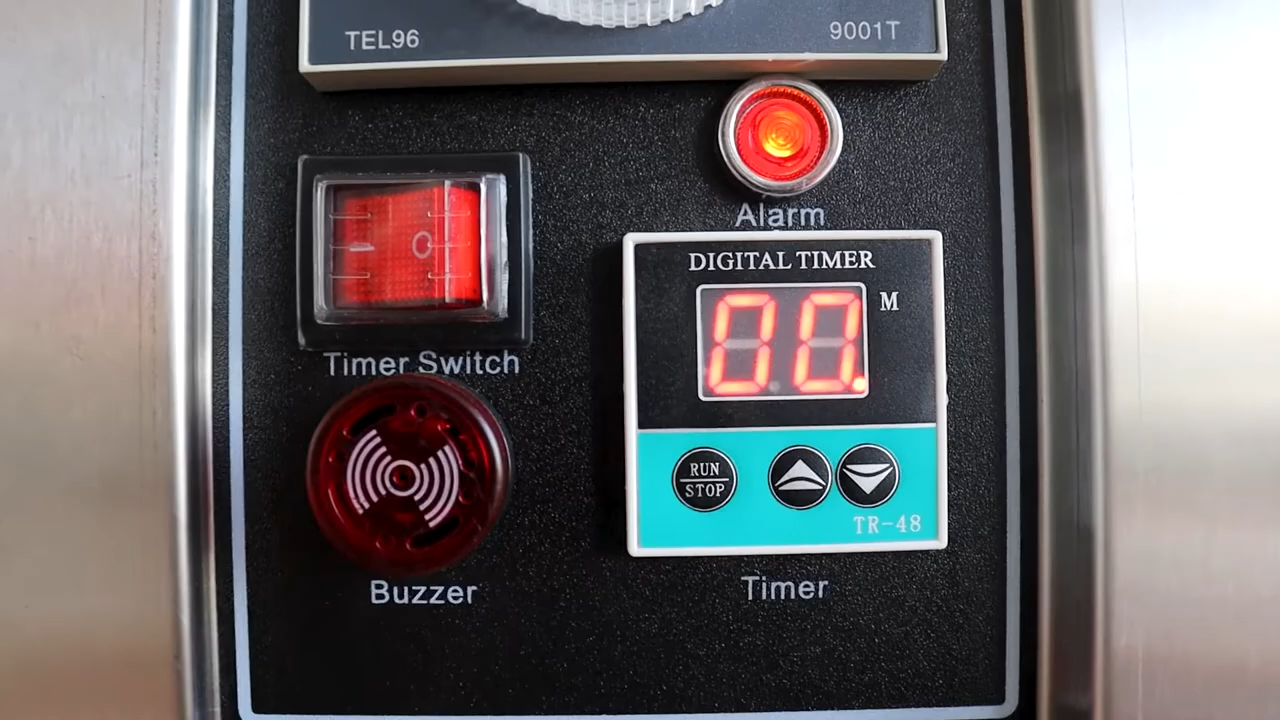 TEL96 9001T
Alarm
DIGITAL TIMER
00. M
Timer Switch
RUN
STOP
TR-48
Buzzer
Timer